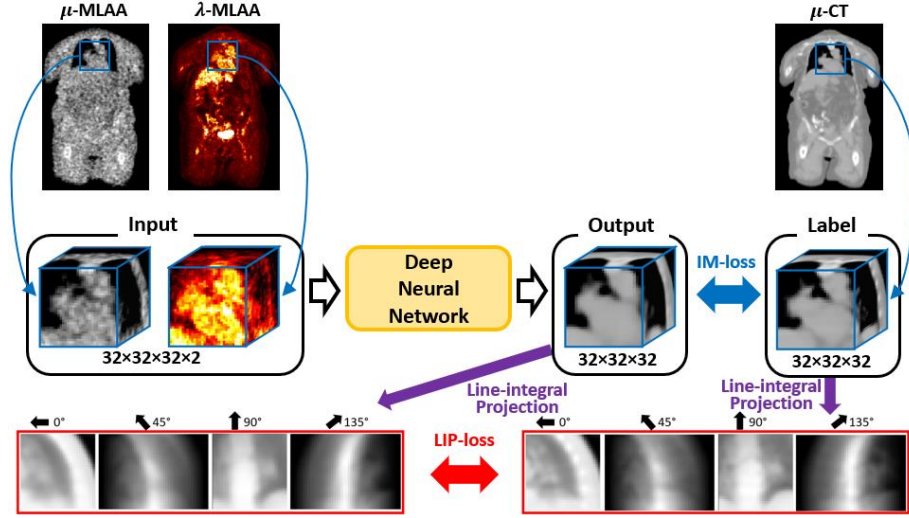 μ-MLAA
λ-MLAA
μ-CT
Input
Output
Label
Deep
Neural
Network
IM-loss
32×32×32×2
32×32×32
32×32×32
Line-integral
Projection
Line-integral
Projection
0°
45°
90°
135°
0°
45°
90°
135°
LIP-loss